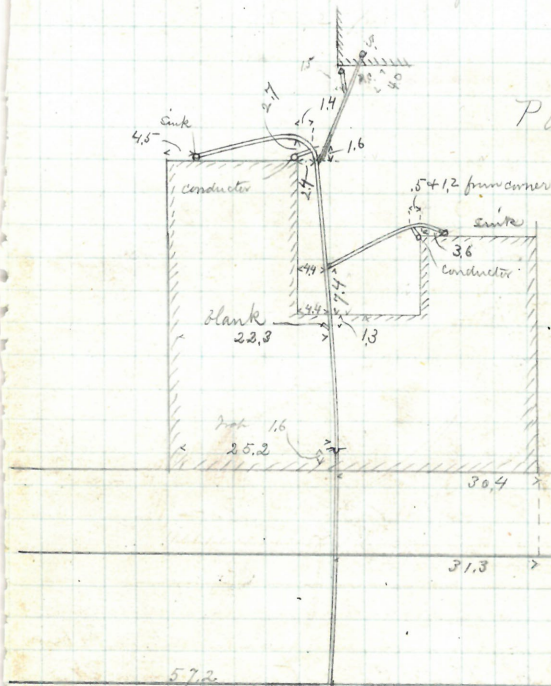 1.4
2.7
sink
4.5
1.6
conductor
2.4
.5 & 1.2 from corner
sink
3.6
conductor
4.4
7.4
4.4
blank
22.3
1.3
Trap 1.6
25.2
30.4
31.3
57.2